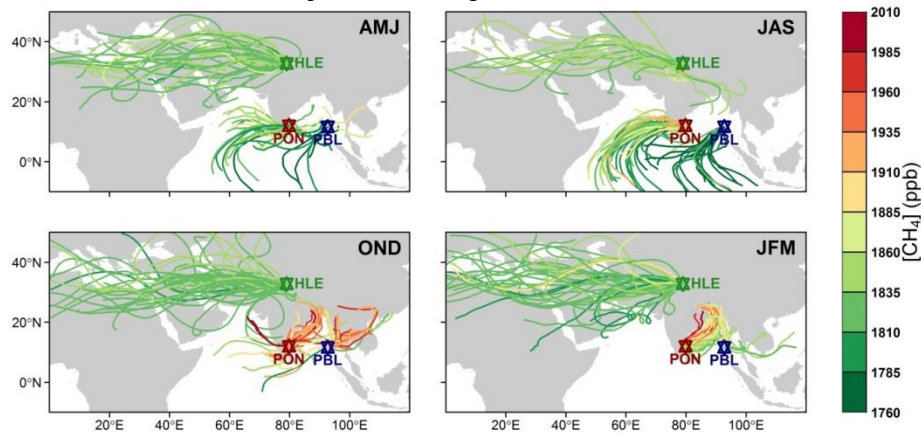 AMJ
HLE
PON
PBL
JAS
HLE
PON
PBL
OND
HLE
PON
PBL
JFM
HLE
PON
PBL
40°N
20°N
0°N
40°N
20°N
0°N
20°E 40°E 60°E 80°E 100°E
20°E 40°E 60°E 80°E 100°E
2010
1985
1960
1935
1910
1885
1860
1835
1810
1785
1760
[CH₄] (ppb)